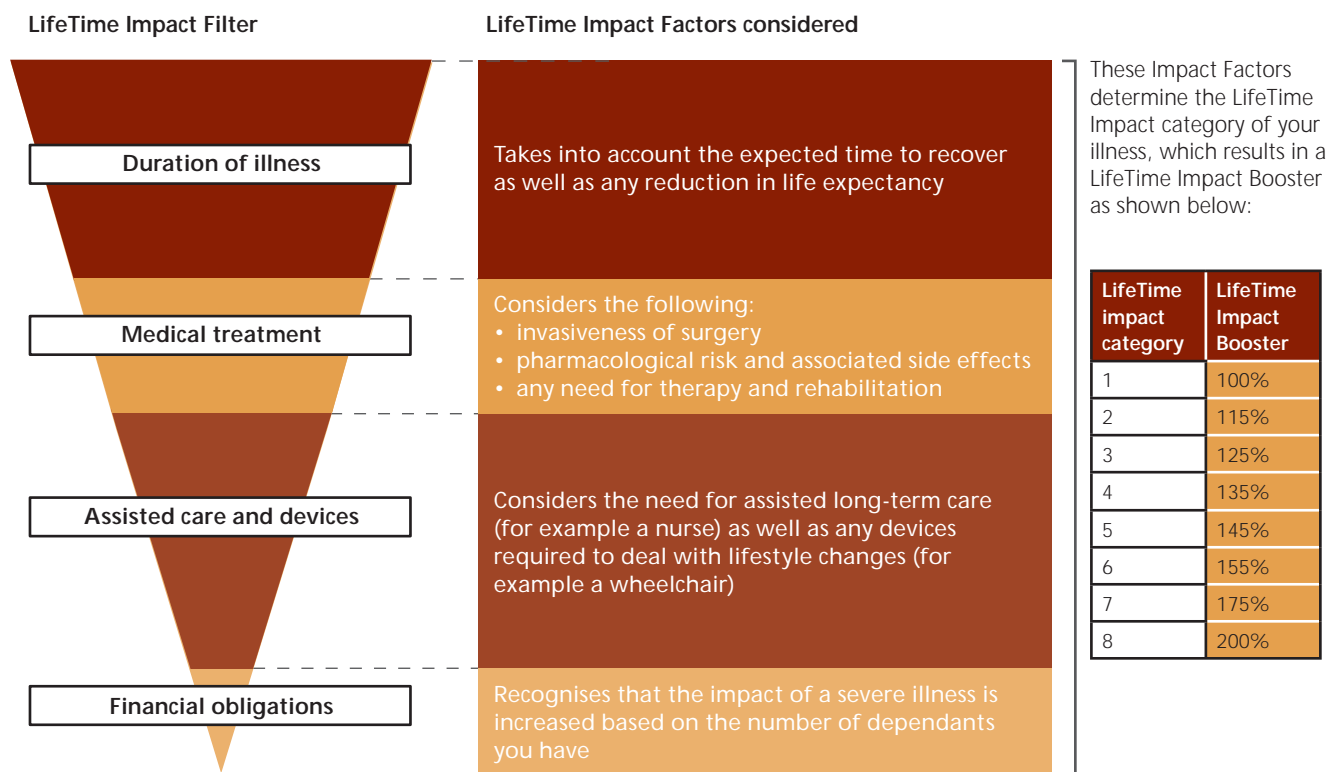 LifeTime Impact Filter
LifeTime Impact Factors considered
Duration of illness
Takes into account the expected time to recover
as well as any reduction in life expectancy
Medical treatment
Considers the following:
• invasiveness of surgery
• pharmacological risk and associated side effects
• any need for therapy and rehabilitation
Assisted care and devices
Considers the need for assisted long-term care
(for example a nurse) as well as any devices
required to deal with lifestyle changes (for
example a wheelchair)
Financial obligations
Recognises that the impact of a severe illness is
increased based on the number of dependants
you have
These Impact Factors
determine the LifeTime
Impact category of your
illness, which results in a
LifeTime Impact Booster
as shown below:
LifeTime impact category LifeTime Impact Booster
1 100%
2 115%
3 125%
4 135%
5 145%
6 155%
7 175%
8 200%